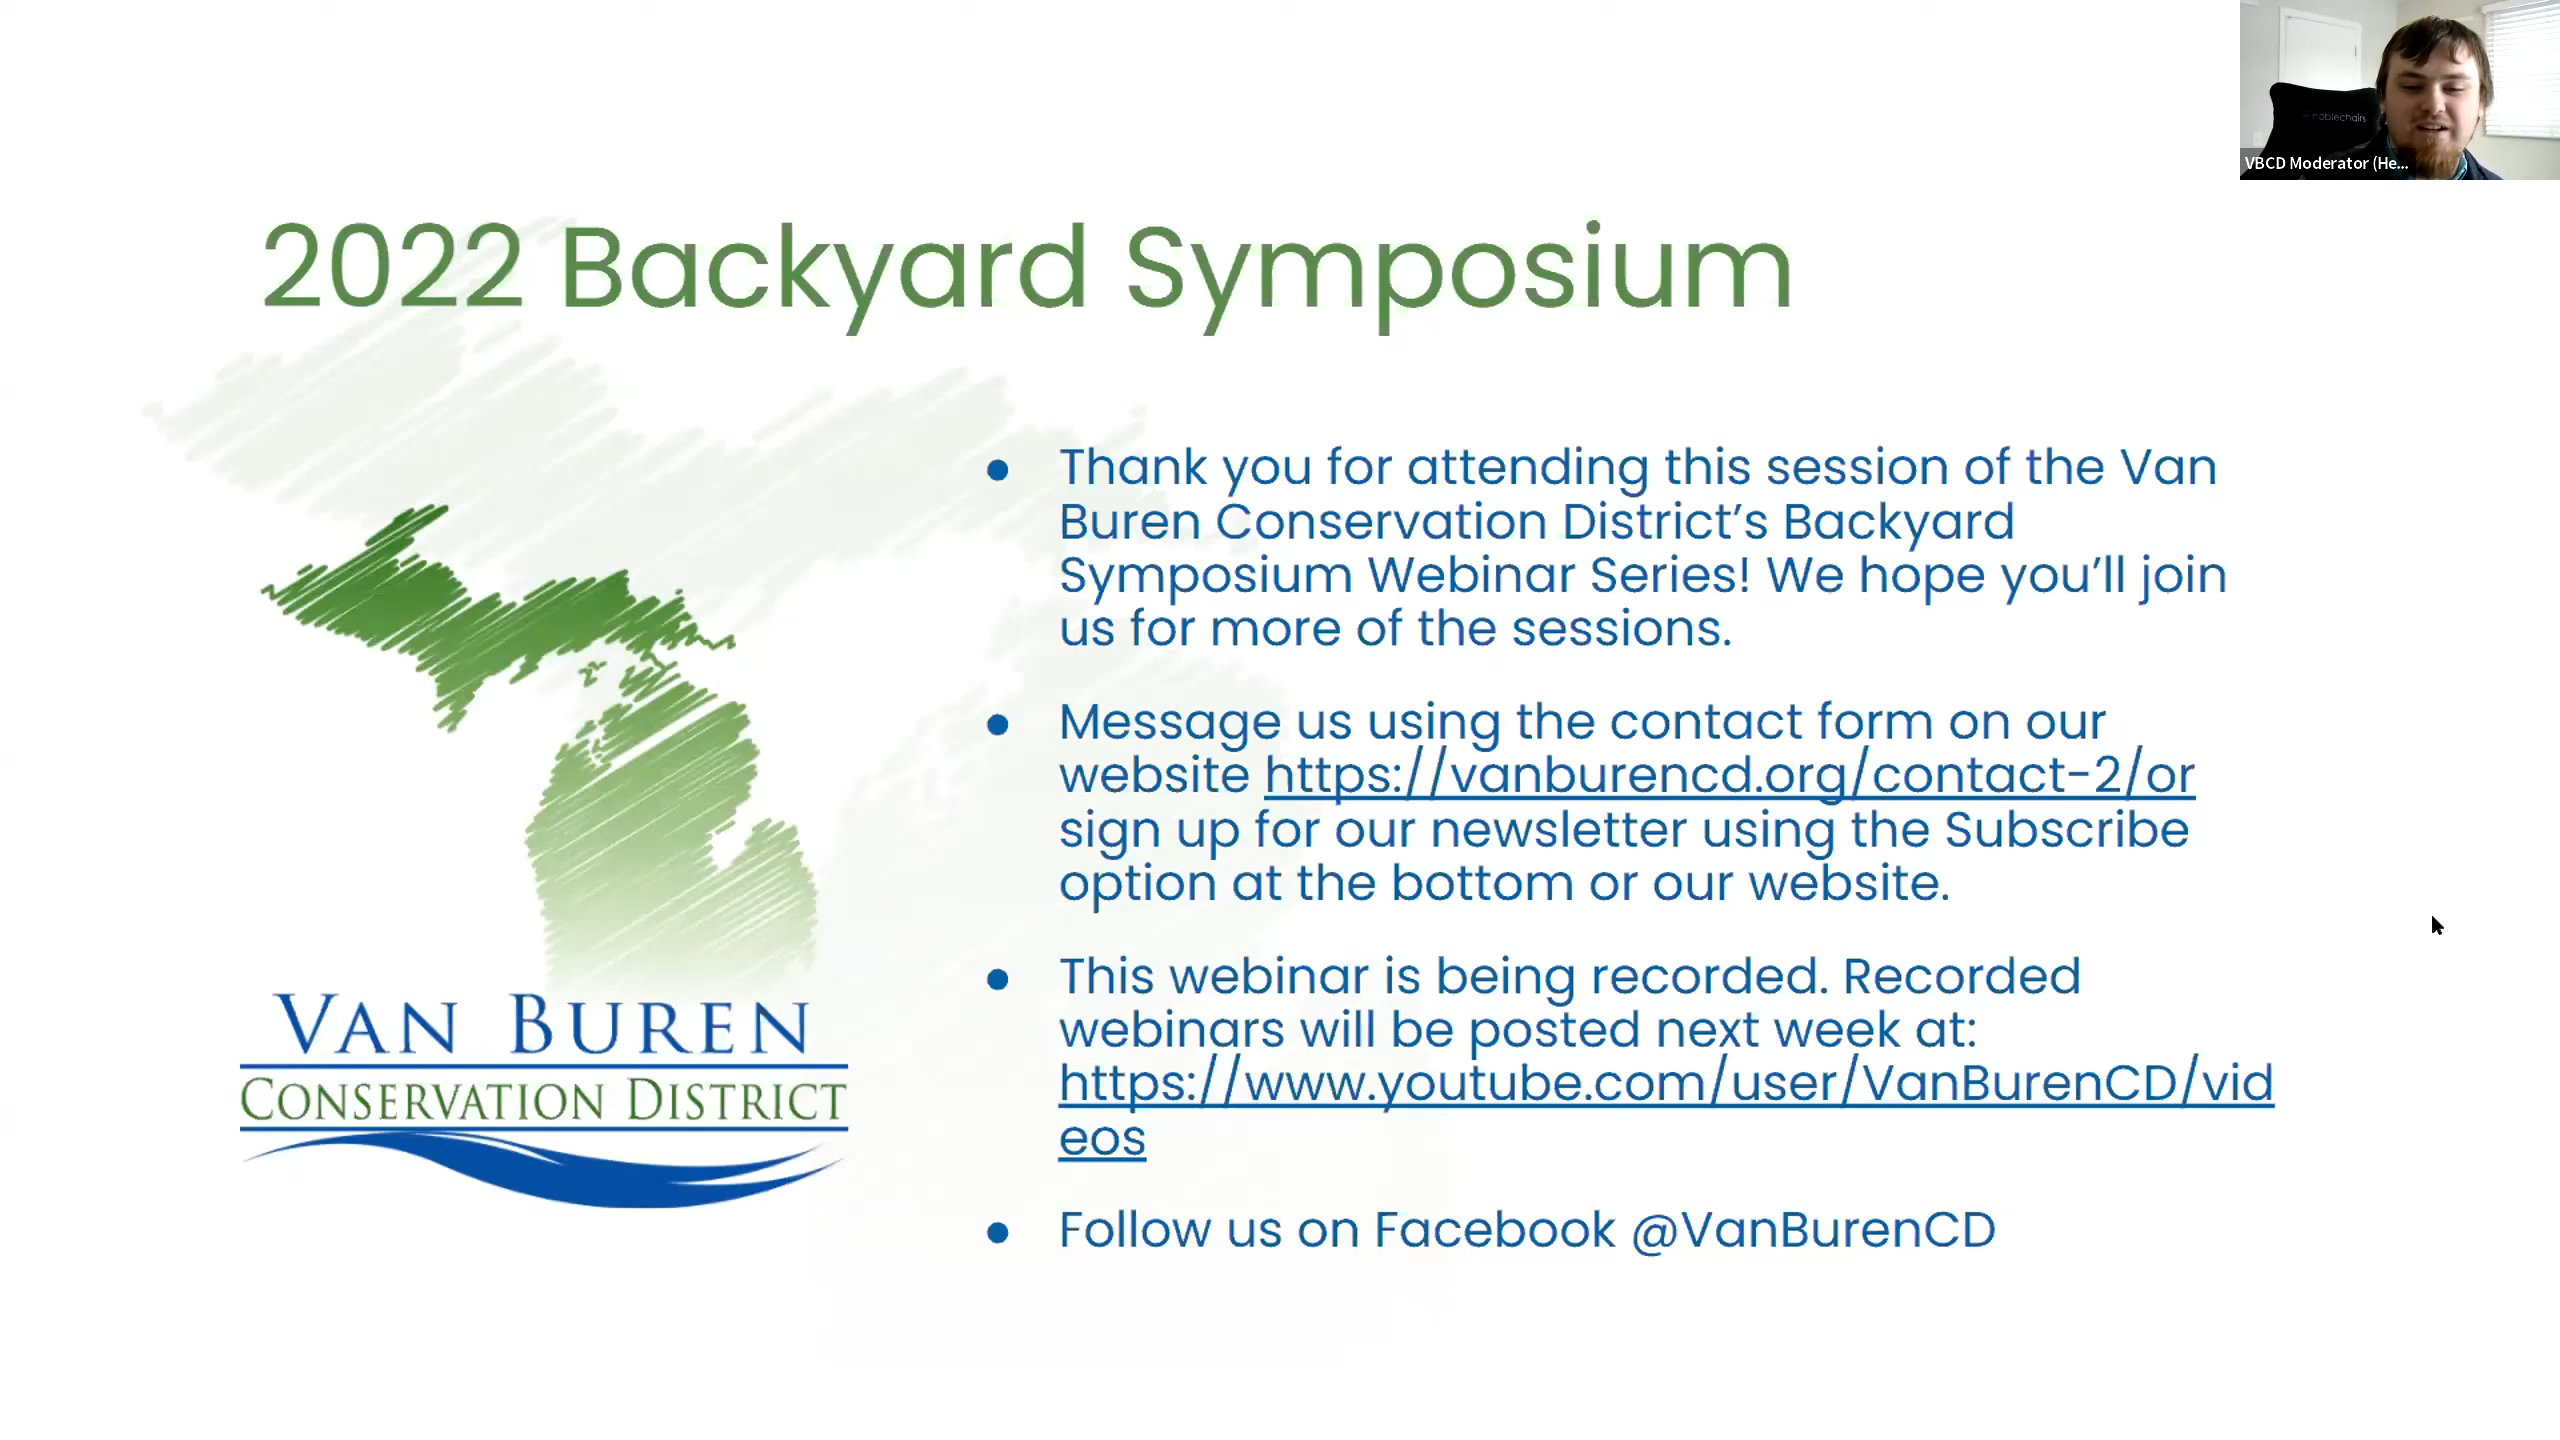 noblechairs
VBCD Moderator (He...
2022 Backyard Symposium
• Thank you for attending this session of the Van
Buren Conservation District’s Backyard
Symposium Webinar Series! We hope you’ll join
us for more of the sessions.
• Message us using the contact form on our
website https://vanburencd.org/contact-2/or
sign up for our newsletter using the Subscribe
option at the bottom or our website.
• This webinar is being recorded. Recorded
webinars will be posted next week at:
https://www.youtube.com/user/VanBurenCD/vid
eos
• Follow us on Facebook @VanBurenCD
VAN BUREN
CONSERVATION DISTRICT